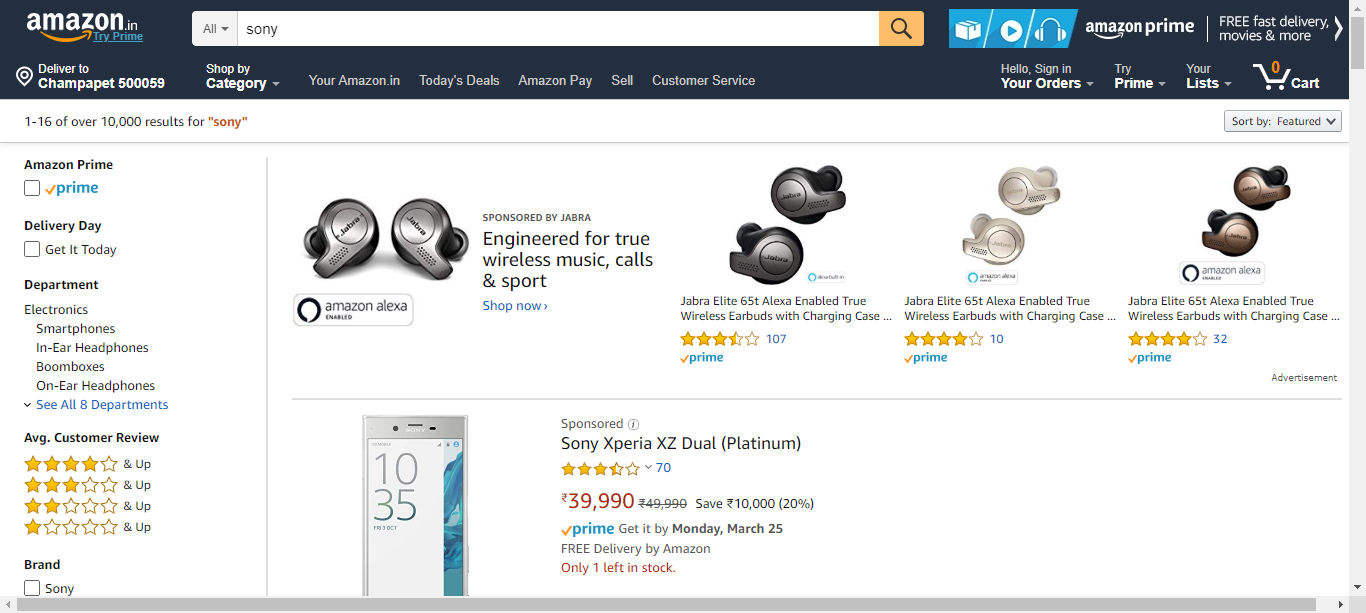 amazon.in
Try Prime
All
sony
amazon prime
FREE fast delivery,
movies & more
Deliver to
Champapet 500059
Shop by
Category
Your Amazon.in
Today's Deals
Amazon Pay
Sell
Customer Service
Hello, Sign in
Your Orders
Try
Prime
Your
Lists
0
Cart
1-16 of over 10,000 results for "sony"
Sort by: Featured
Amazon Prime
prime
Delivery Day
Get It Today
Department
Electronics
Smartphones
In-Ear Headphones
Boomboxes
On-Ear Headphones
See All 8 Departments
Avg. Customer Review
& Up
& Up
& Up
& Up
Brand
Sony
Jabra
Jabra
amazon alexa
ENABLED
SPONSORED BY JABRA
Engineered for true
wireless music, calls
& sport
Shop now ›
Jabra
Jabra
alexa built-in
Jabra Elite 65t Alexa Enabled True
Wireless Earbuds with Charging Case ...
107
prime
Jabra
Jabra
amazon alexa
ENABLED
Jabra Elite 65t Alexa Enabled True
Wireless Earbuds with Charging Case ...
10
prime
Jabra
Jabra
amazon alexa
ENABLED
Jabra Elite 65t Alexa Enabled True
Wireless Earbuds with Charging Case ...
32
prime
Advertisement
SONY
10
35
FRI 3 OCT
Sponsored
Sony Xperia XZ Dual (Platinum)
70
₹39,990 ₹49,990 Save ₹10,000 (20%)
prime Get it by Monday, March 25
FREE Delivery by Amazon
Only 1 left in stock.